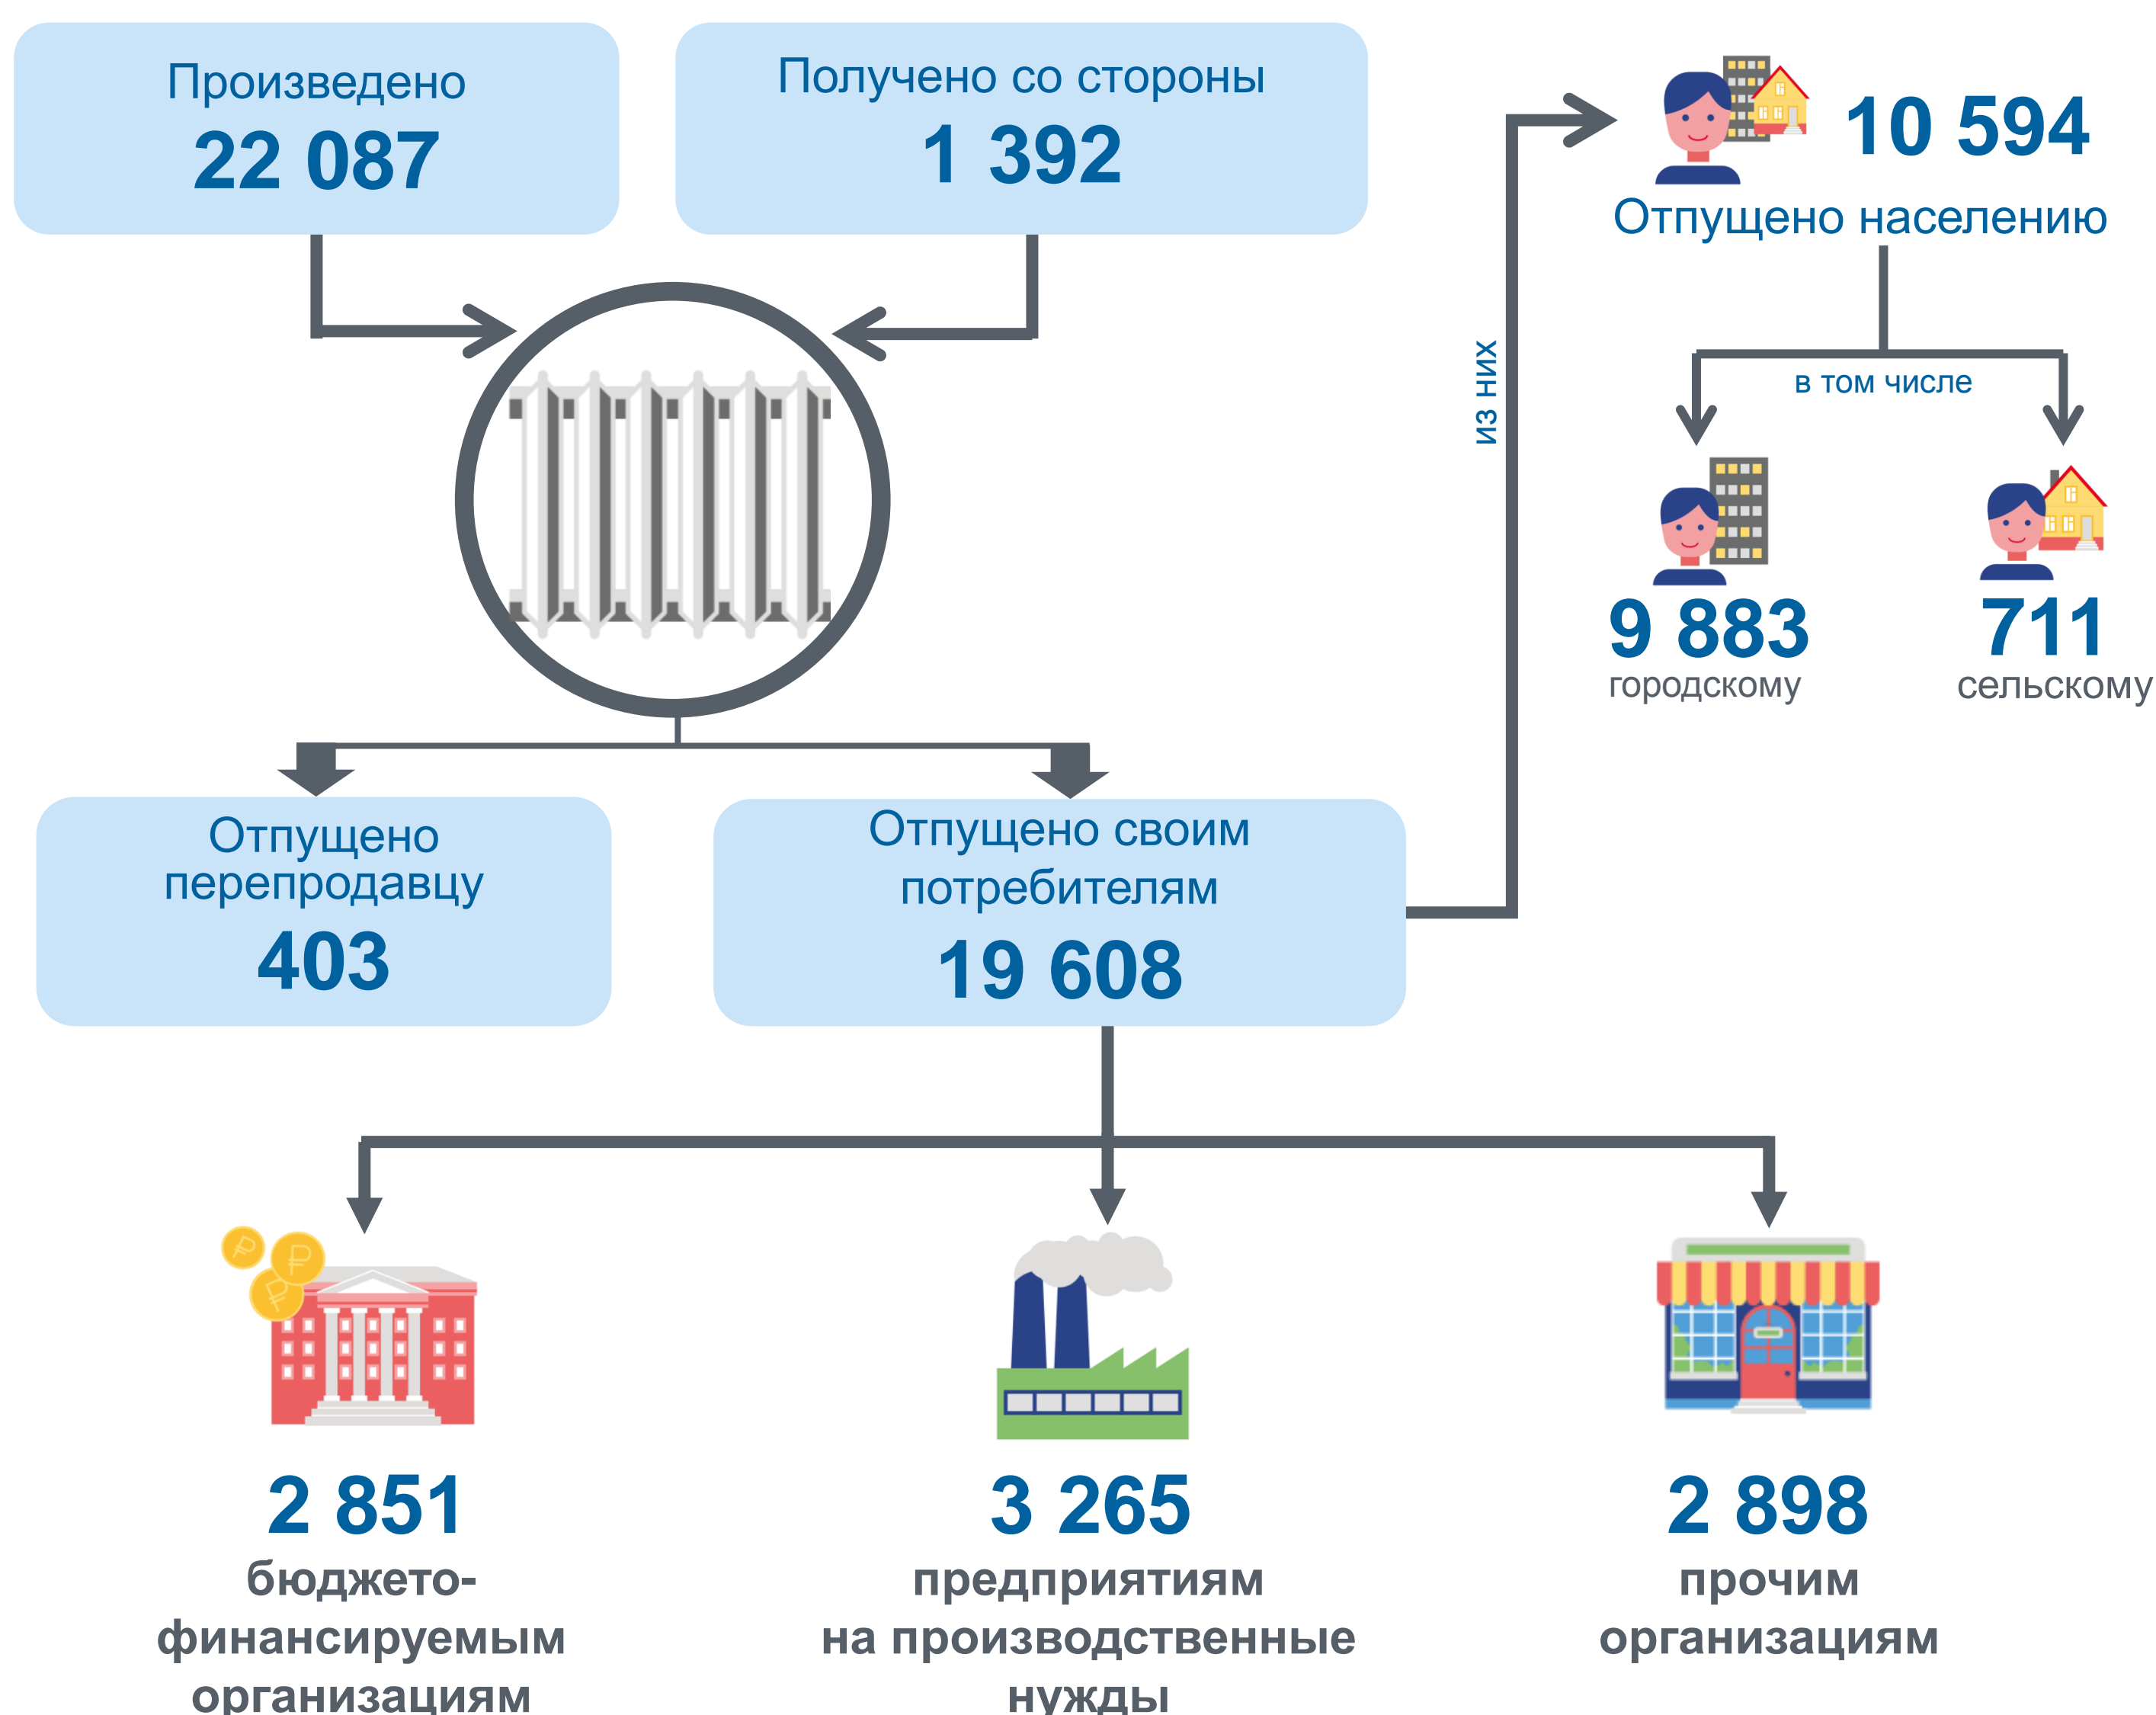 Произведено
22 087
Получено со стороны
1 392
10 594
Отпущено населению
из них
в том числе
9 883
городскому
711
сельскому
Отпущено
перепродавцу
403
Отпущено своим
потребителям
19 608
2 851
бюджето-
финансируемым
организациям
3 265
предприятиям
на производственные
нужды
2 898
прочим
организациям